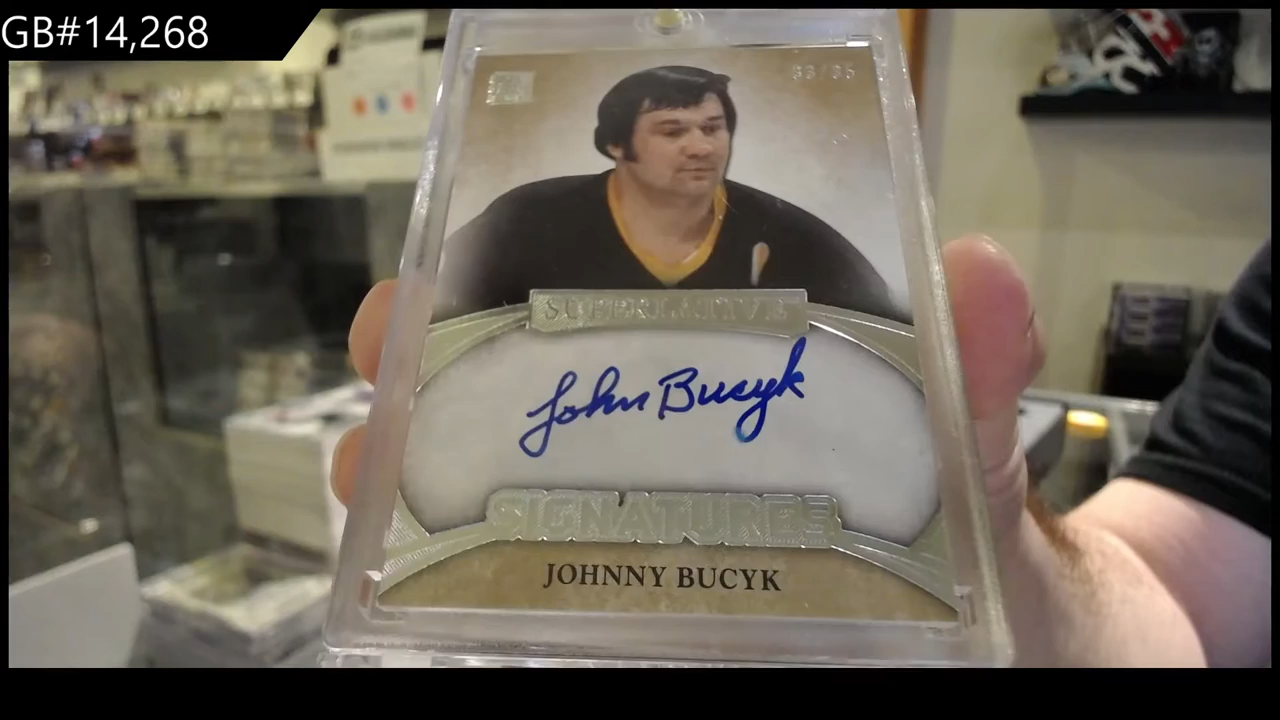 GB#14,268
SUPERLATIVE
John Bucyk
SIGNATURES
JOHNNY BUCYK